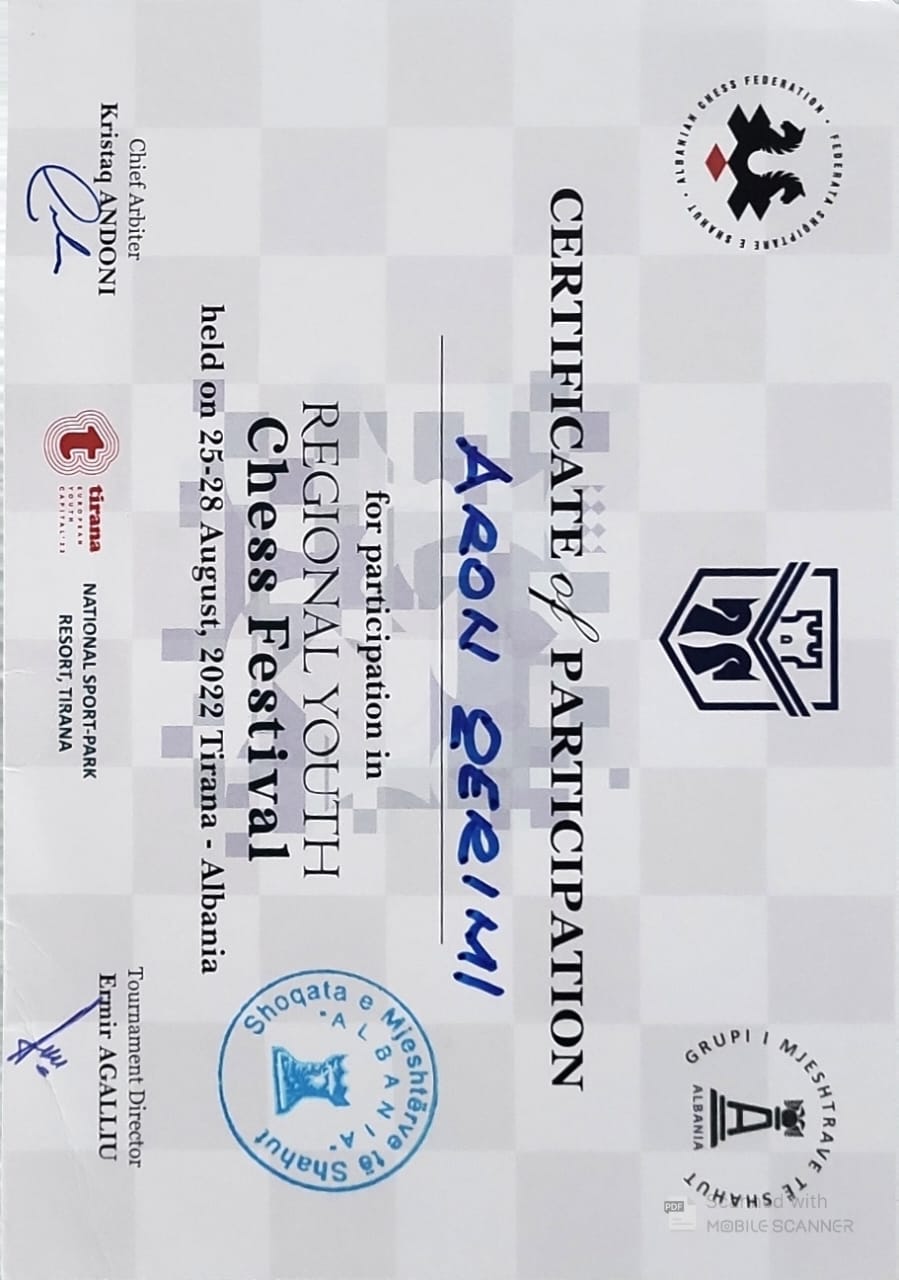 FEDERATA SHQIPTARE E SHAHUT • ALBANIAN CHESS FEDERATION •
GRUPI I MJESHTRAVE TË SHAHUT
ALBANIA
Scanned with
MOBILE SCANNER
PDF
CERTIFICATE of PARTICIPATION
ARON QERIMI
for participation in
REGIONAL YOUTH
Chess Festival
held on 25-28 August, 2022 Tirana - Albania
Shoqata e Mjeshtërve të Shahut
• ALBANIA •
Chief Arbiter
Kristaq ANDONI
Tournament Director
Ermir AGALLIU
t
tirana
EUROPEAN
YOUTH
CAPITAL'22
NATIONAL SPORT-PARK
RESORT, TIRANA